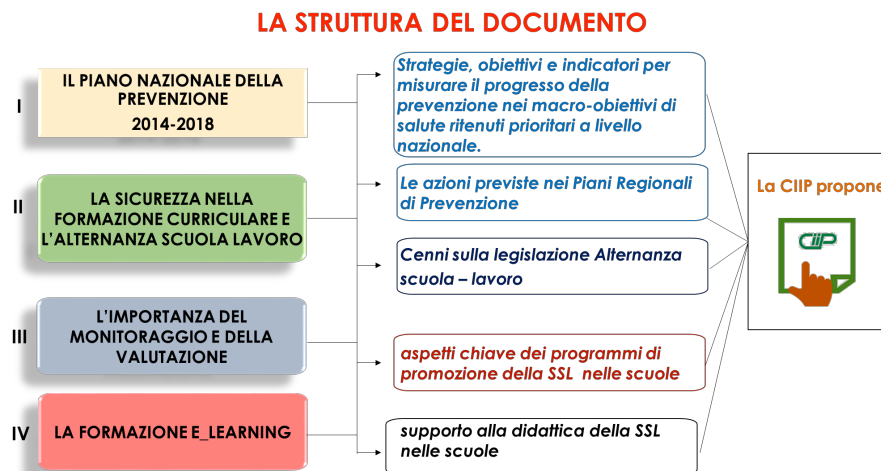 LA STRUTTURA DEL DOCUMENTO
I
IL PIANO NAZIONALE DELLA
PREVENZIONE
2014-2018
II
LA SICUREZZA NELLA
FORMAZIONE CURRICULARE E
L'ALTERNANZA SCUOLA LAVORO
III
L'IMPORTANZA DEL
MONITORAGGIO E DELLA
VALUTAZIONE
IV
LA FORMAZIONE E_LEARNING
Strategie, obiettivi e indicatori per
misurare il progresso della
prevenzione nei macro-obiettivi di
salute ritenuti prioritari a livello
nazionale.
Le azioni previste nei Piani Regionali
di Prevenzione
Cenni sulla legislazione Alternanza
scuola – lavoro
aspetti chiave dei programmi di
promozione della SSL nelle scuole
supporto alla didattica della SSL
nelle scuole
La CIIP propone
CiiP